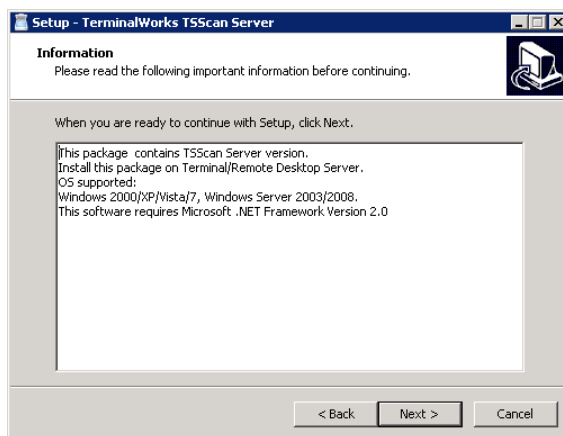 Setup - TerminalWorks TSScan Server
Information
Please read the following important information before continuing.
When you are ready to continue with Setup, click Next.
This package  contains TSScan Server version.
Install this package on Terminal/Remote Desktop Server.
OS supported:
Windows 2000/XP/Vista/7, Windows Server 2003/2008.
This software requires Microsoft .NET Framework Version 2.0
< Back Next > Cancel